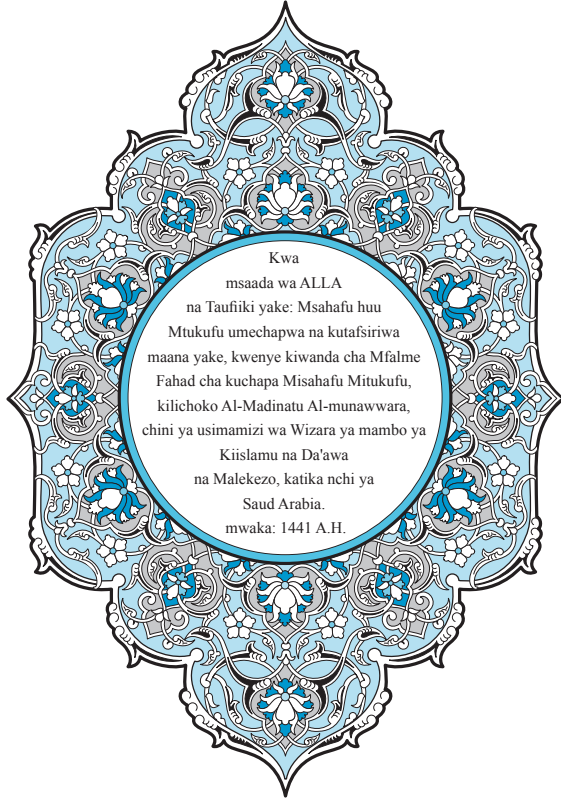 Kwa
msaada wa ALLA
na Taufiiki yake: Msahafu huu
Mtukufu umechapwa na kutafsiriwa
maana yake, kwenye kiwanda cha Mfalme
Fahad cha kuchapa Misahafu Mitukufu,
kilichoko Al-Madinatu Al-munawwara,
chini ya usimamizi wa Wizara ya mambo ya
Kiislamu na Da'awa
na Malekezo, katika nchi ya
Saud Arabia.
mwaka: 1441 A.H.